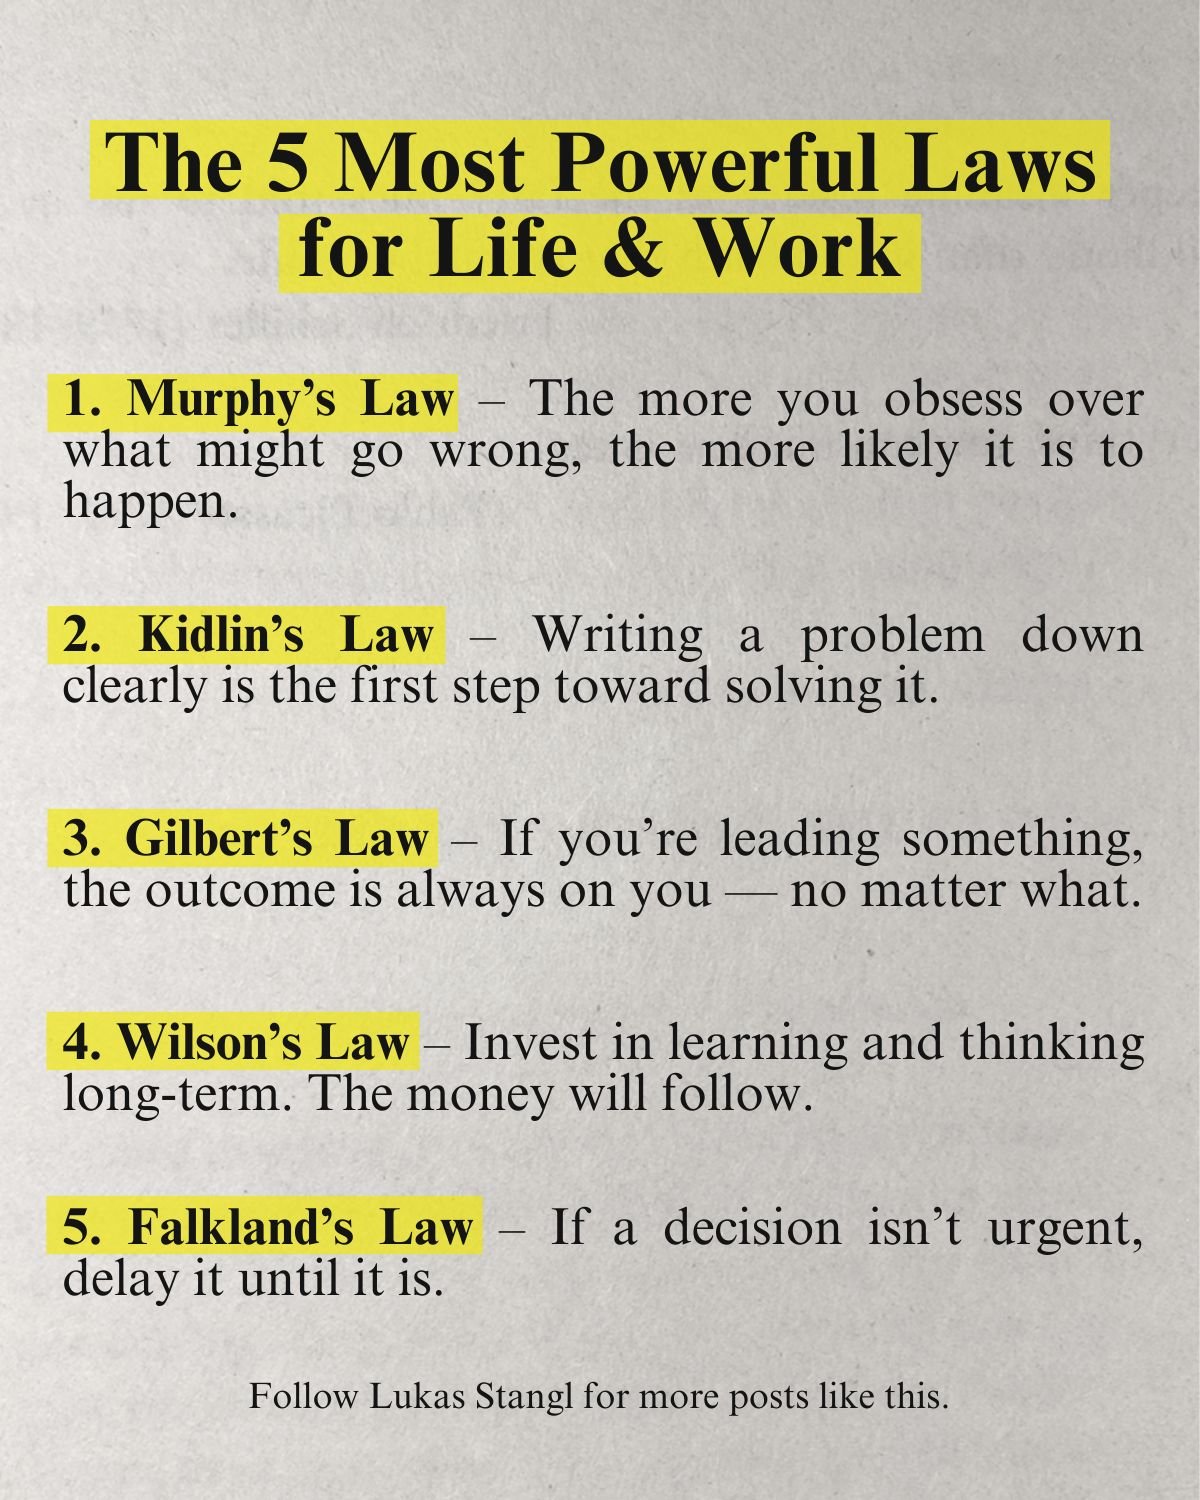 The 5 Most Powerful Laws
for Life & Work
1. Murphy’s Law – The more you obsess over
what might go wrong, the more likely it is to
happen.
2. Kidlin’s Law – Writing a problem down
clearly is the first step toward solving it.
3. Gilbert’s Law – If you’re leading something,
the outcome is always on you — no matter what.
4. Wilson’s Law – Invest in learning and thinking
long-term. The money will follow.
5. Falkland’s Law – If a decision isn’t urgent,
delay it until it is.
Follow Lukas Stangl for more posts like this.